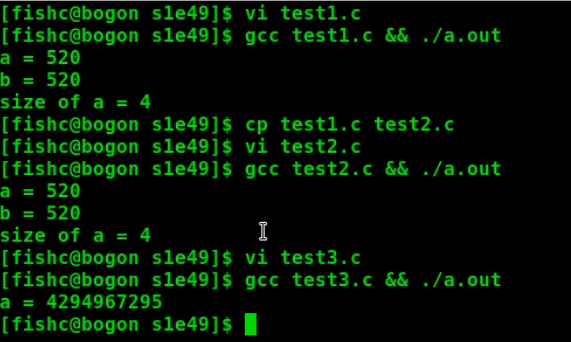 [fishc@bogon s1e49]$ vi test1.c
[fishc@bogon s1e49]$ gcc test1.c && ./a.out
a = 520
b = 520
size of a = 4
[fishc@bogon s1e49]$ cp test1.c test2.c
[fishc@bogon s1e49]$ vi test2.c
[fishc@bogon s1e49]$ gcc test2.c && ./a.out
a = 520
b = 520
size of a = 4
[fishc@bogon s1e49]$ vi test3.c
[fishc@bogon s1e49]$ gcc test3.c && ./a.out
a = 4294967295
[fishc@bogon s1e49]$